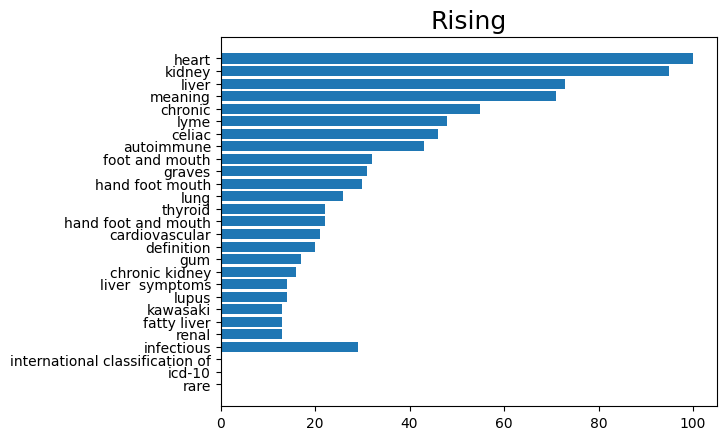 Rising
heart
kidney
liver
meaning
chronic
lyme
celiac
autoimmune
foot and mouth
graves
hand foot mouth
lung
thyroid
hand foot and mouth
cardiovascular
definition
gum
chronic kidney
liver  symptoms
lupus
kawasaki
fatty liver
renal
infectious
international classification of
icd-10
rare
0 20 40 60 80 100